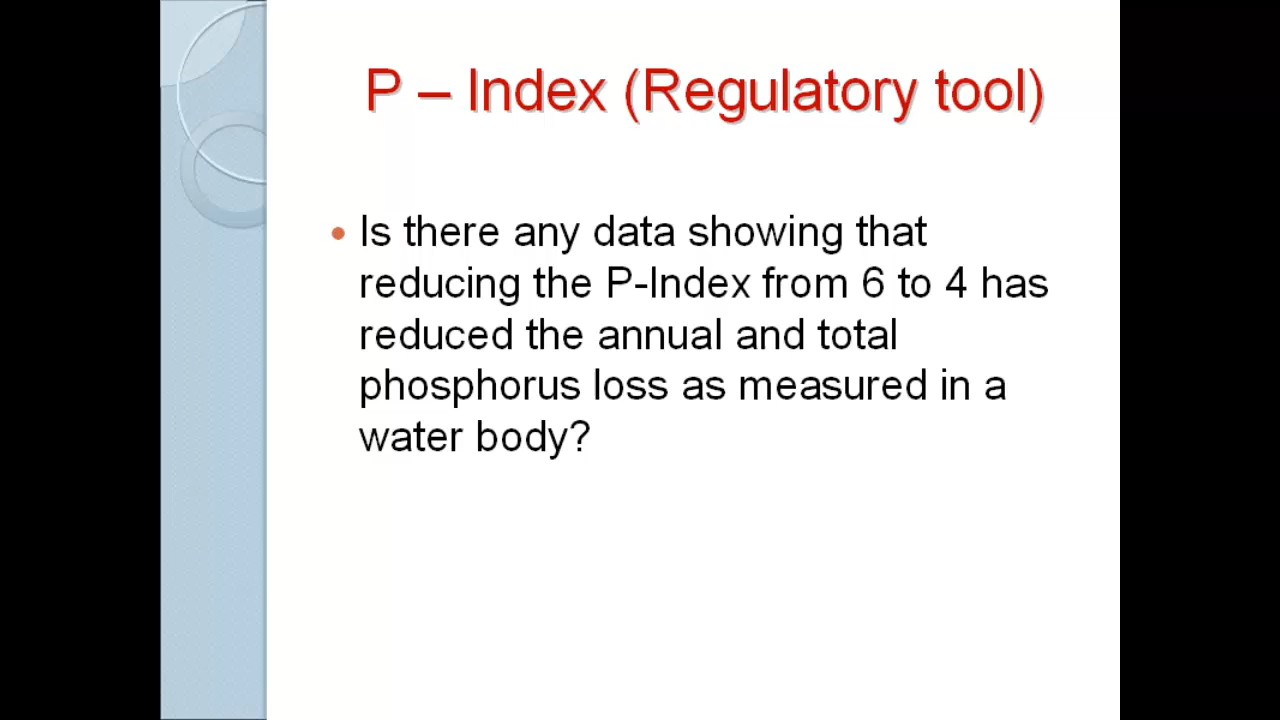 P – Index (Regulatory tool)
• Is there any data showing that
reducing the P-Index from 6 to 4 has
reduced the annual and total
phosphorus loss as measured in a
water body?